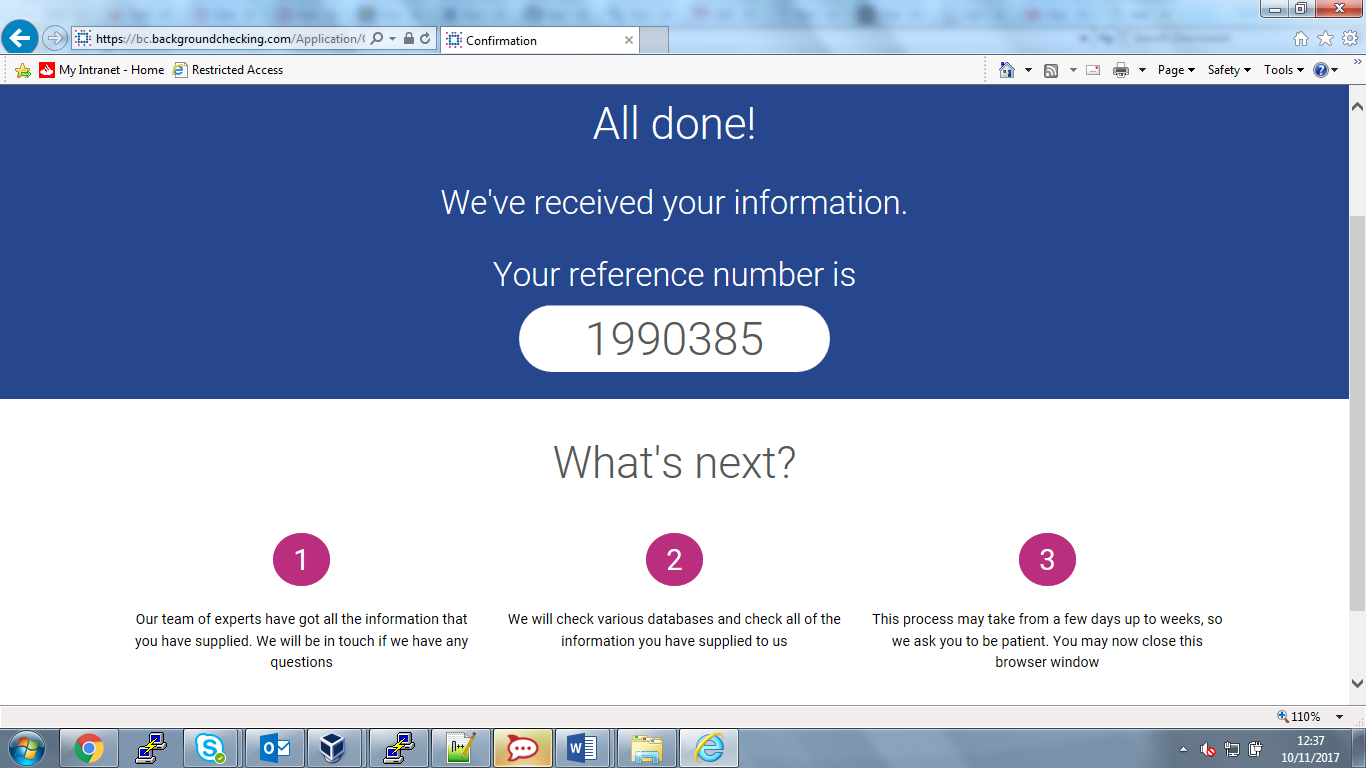 https://bc.backgroundchecking.com/Application/
Confirmation
My Intranet - Home
Restricted Access
Page
Safety
Tools
All done!
We've received your information.
Your reference number is
1990385
What's next?
1
2
3
Our team of experts have got all the information that
you have supplied. We will be in touch if we have any
questions
We will check various databases and check all of the
information you have supplied to us
This process may take from a few days up to weeks, so
we ask you to be patient. You may now close this
browser window
110%
12:37
10/11/2017